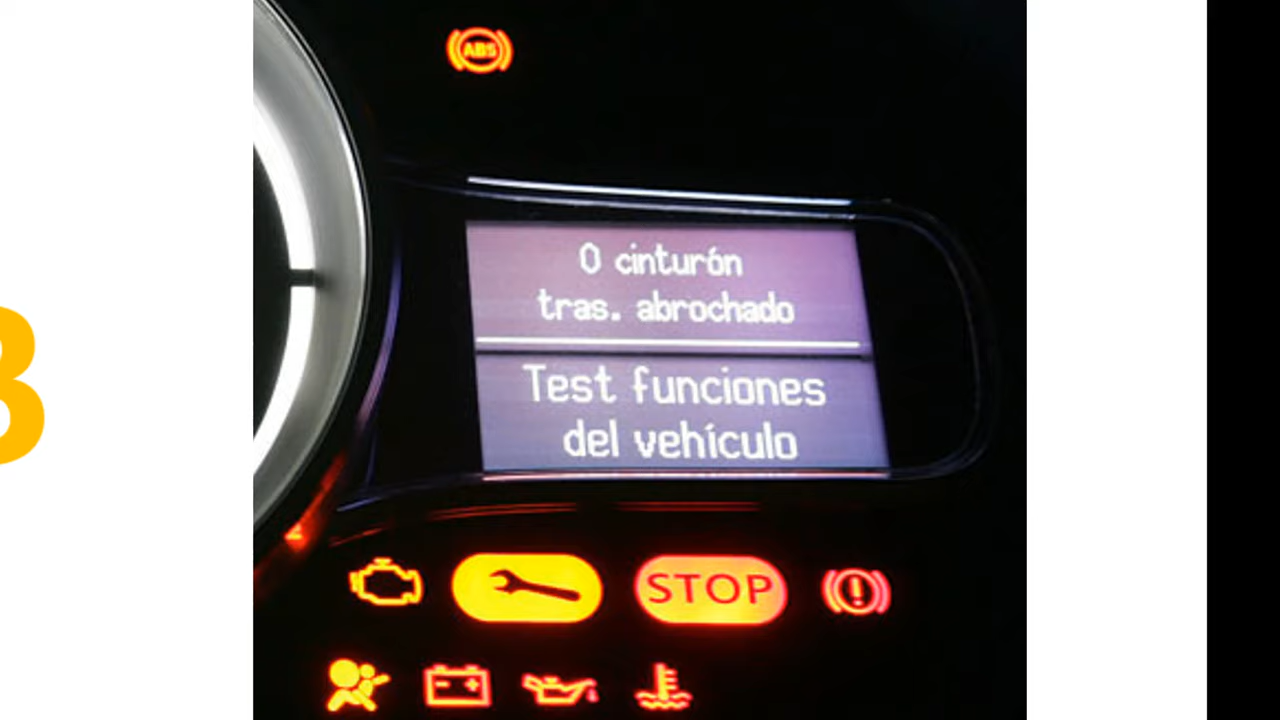 ABS
0 cinturón
tras. abrochado
Test funciones
del vehículo
STOP